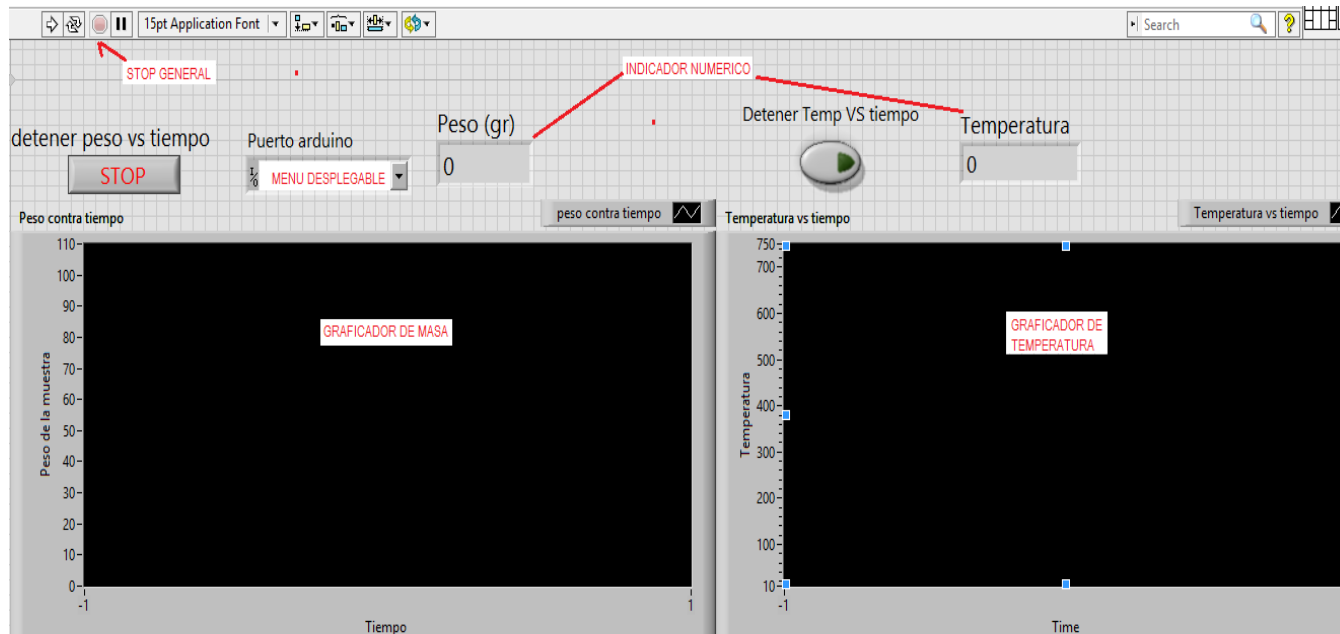 15pt Application Font
Search
STOP GENERAL
INDICADOR NUMERICO
detener peso vs tiempo
STOP
Puerto arduino
MENU DESPLEGABLE
Peso (gr)
0
Detener Temp VS tiempo
Temperatura
0
Peso contra tiempo
peso contra tiempo
110
100
90
80
70
60
50
40
30
20
10
0
Peso de la muestra
GRAFICADOR DE MASA
-1
1
Tiempo
Temperatura vs tiempo
Temperatura vs tiempo
750
700
600
500
400
300
200
100
10
Temperatura
GRAFICADOR DE
TEMPERATURA
-1
Time